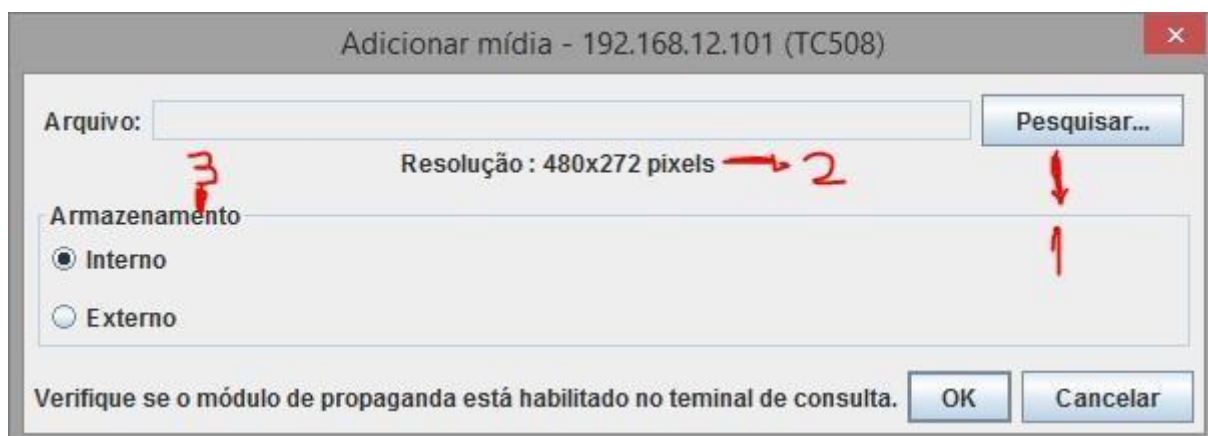 Adicionar mídia - 192.168.12.101 (TC508)
Arquivo: Pesquisar...
Resolução : 480x272 pixels 2
3
1
Armazenamento
Interno
Externo
Verifique se o módulo de propaganda está habilitado no teminal de consulta. OK Cancelar